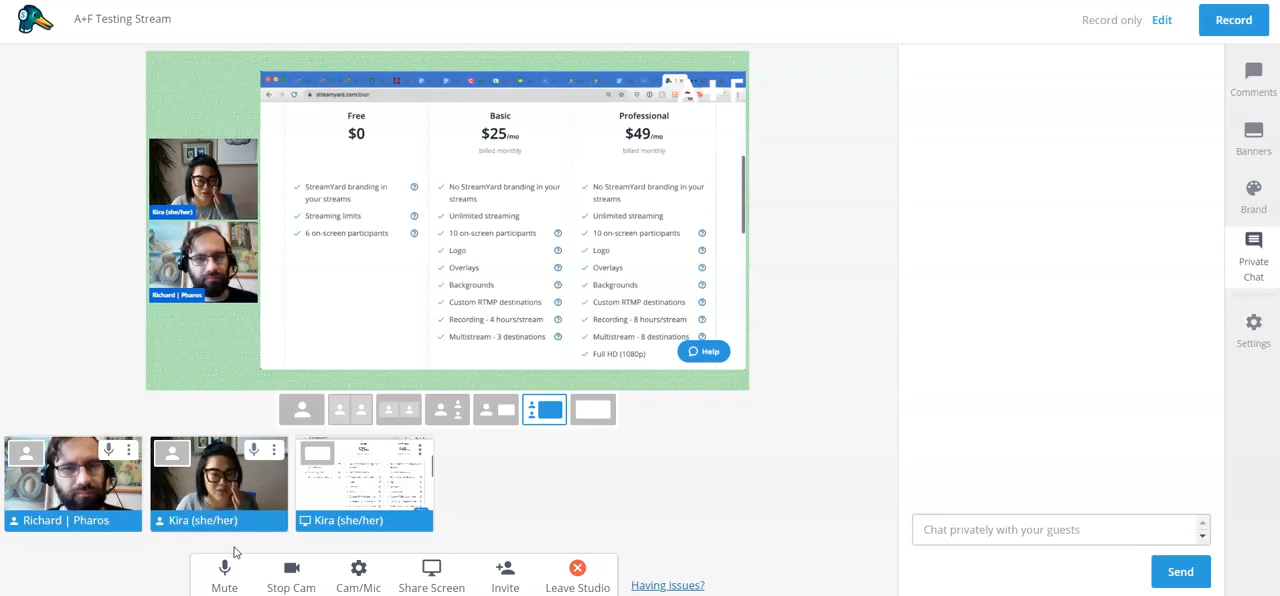 A+F Testing Stream
Record only
Edit
Record
streamyard.com/plan
A+F
Free
$0
StreamYard branding in
your streams
Streaming limits
6 on-screen participants
Basic
$25/mo
billed monthly
No StreamYard branding in your
streams
Unlimited streaming
10 on-screen participants
Logo
Overlays
Backgrounds
Custom RTMP destinations
Recording - 4 hours/stream
Multistream - 3 destinations
Professional
$49/mo
billed monthly
No StreamYard branding in your
streams
Unlimited streaming
10 on-screen participants
Logo
Overlays
Backgrounds
Custom RTMP destinations
Recording - 8 hours/stream
Multistream - 8 destinations
Full HD (1080p)
Help
Kira (she/her)
Richard | Pharos
Richard | Pharos
Kira (she/her)
Kira (she/her)
Mute
Stop Cam
Cam/Mic
Share Screen
Invite
Leave Studio
Having issues?
Chat privately with your guests
Send
Comments
Banners
Brand
Private
Chat
Settings